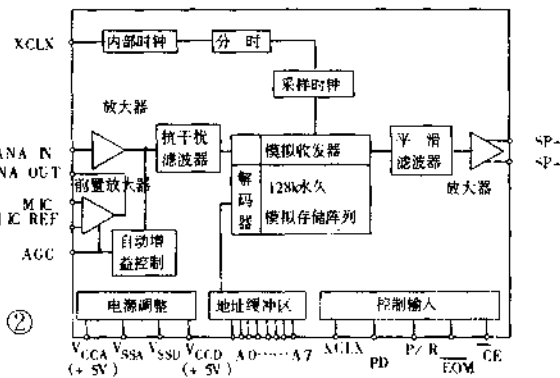 XCLX
内部时钟
分 时
采样时钟
放大器
ANA IN
NA OUT
抗干扰
滤波器
模拟收发器
解码器
128k永久
模拟存储阵列
平 滑
滤波器
放大器
SP-
SP-
前置放大器
MIC
IC REF
AGC
自动增
益控制
电源调整
地址缓冲区
控制输入
②
VCCA
(+5V)
VSSA
VSSD
VCCD
(+5V)
A0······A7
XCLX
PD
P/R
EOM
CE